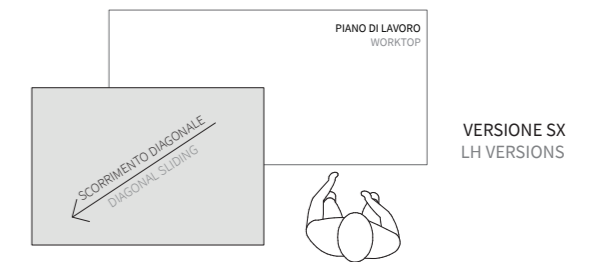 PIANO DI LAVORO
WORKTOP
SCORRIMENTO DIAGONALE
DIAGONAL SLIDING
VERSIONE SX
LH VERSIONS